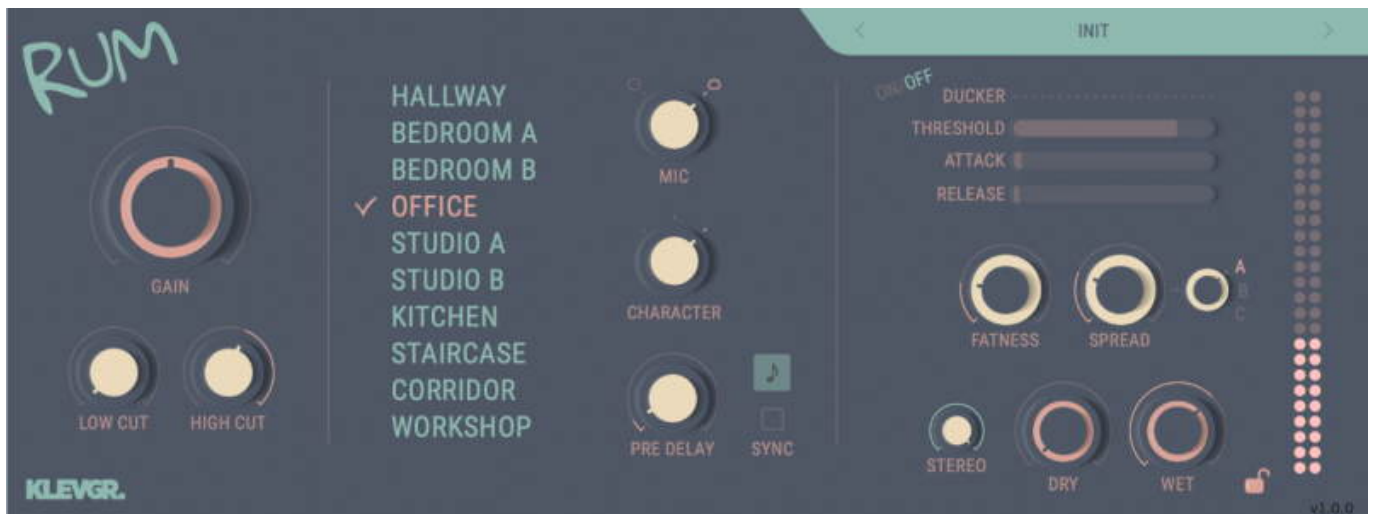 RUM
INIT
HALLWAY
BEDROOM A
BEDROOM B
OFFICE
STUDIO A
STUDIO B
KITCHEN
STAIRCASE
CORRIDOR
WORKSHOP
GAIN
LOW CUT
HIGH CUT
MIC
CHARACTER
PRE DELAY
SYNC
ON/OFF
DUCKER
THRESHOLD
ATTACK
RELEASE
FATNESS
SPREAD
A
B
C
STEREO
DRY
WET
KLEVGR.
v1.0.0